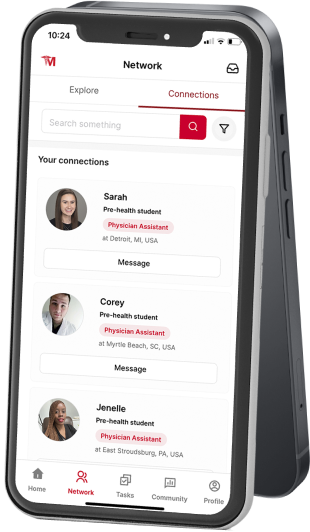 10:24
M
Network
Explore
Connections
Search something
Your connections
Sarah
Pre-health student
Physician Assistant
at Detroit, MI, USA
Message
Corey
Pre-health student
Physician Assistant
at Myrtle Beach, SC, USA
Message
Jenelle
Pre-health student
Physician Assistant
at East Stroudsburg, PA, USA
Home
Network
Tasks
Community
Profile